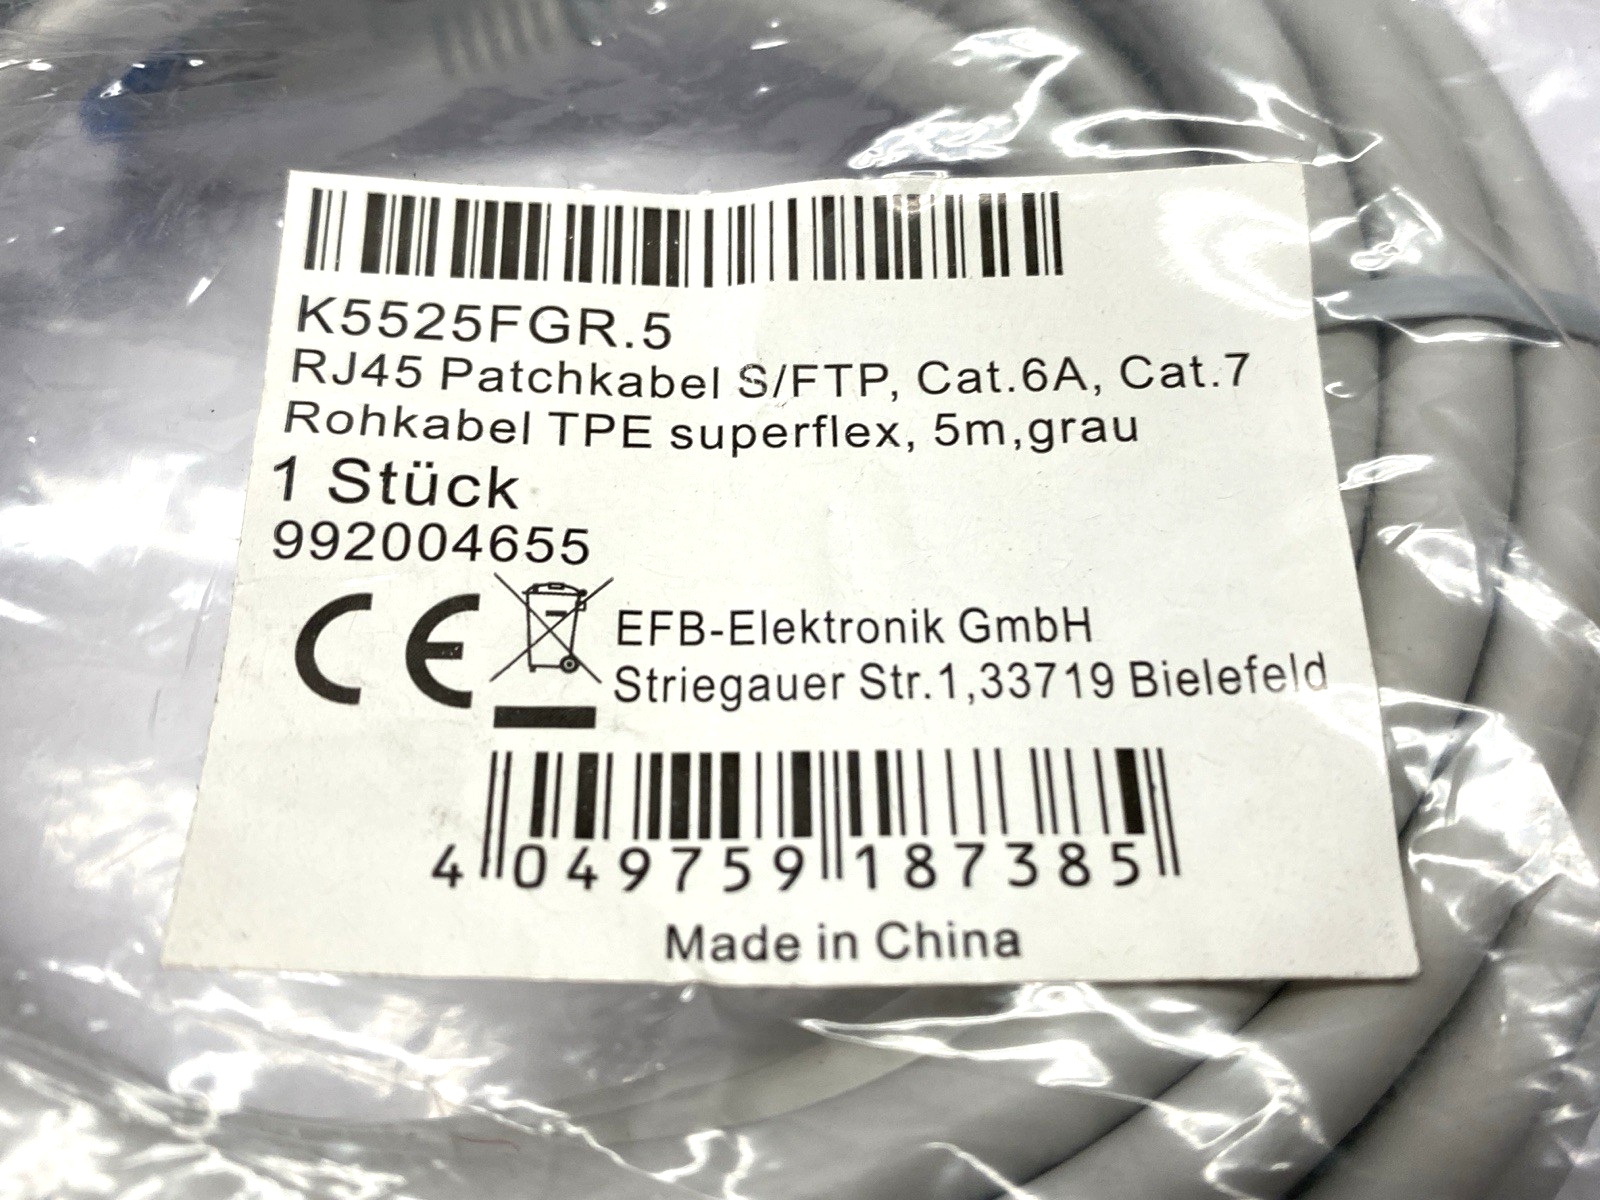 K5525FGR.5
RJ45 Patchkabel S/FTP, Cat.6A, Cat.7
Rohkabel TPE superflex, 5m,grau
1 Stück
992004655
CE
EFB-Elektronik GmbH
Striegauer Str.1,33719 Bielefeld
4 049759 187385
Made in China